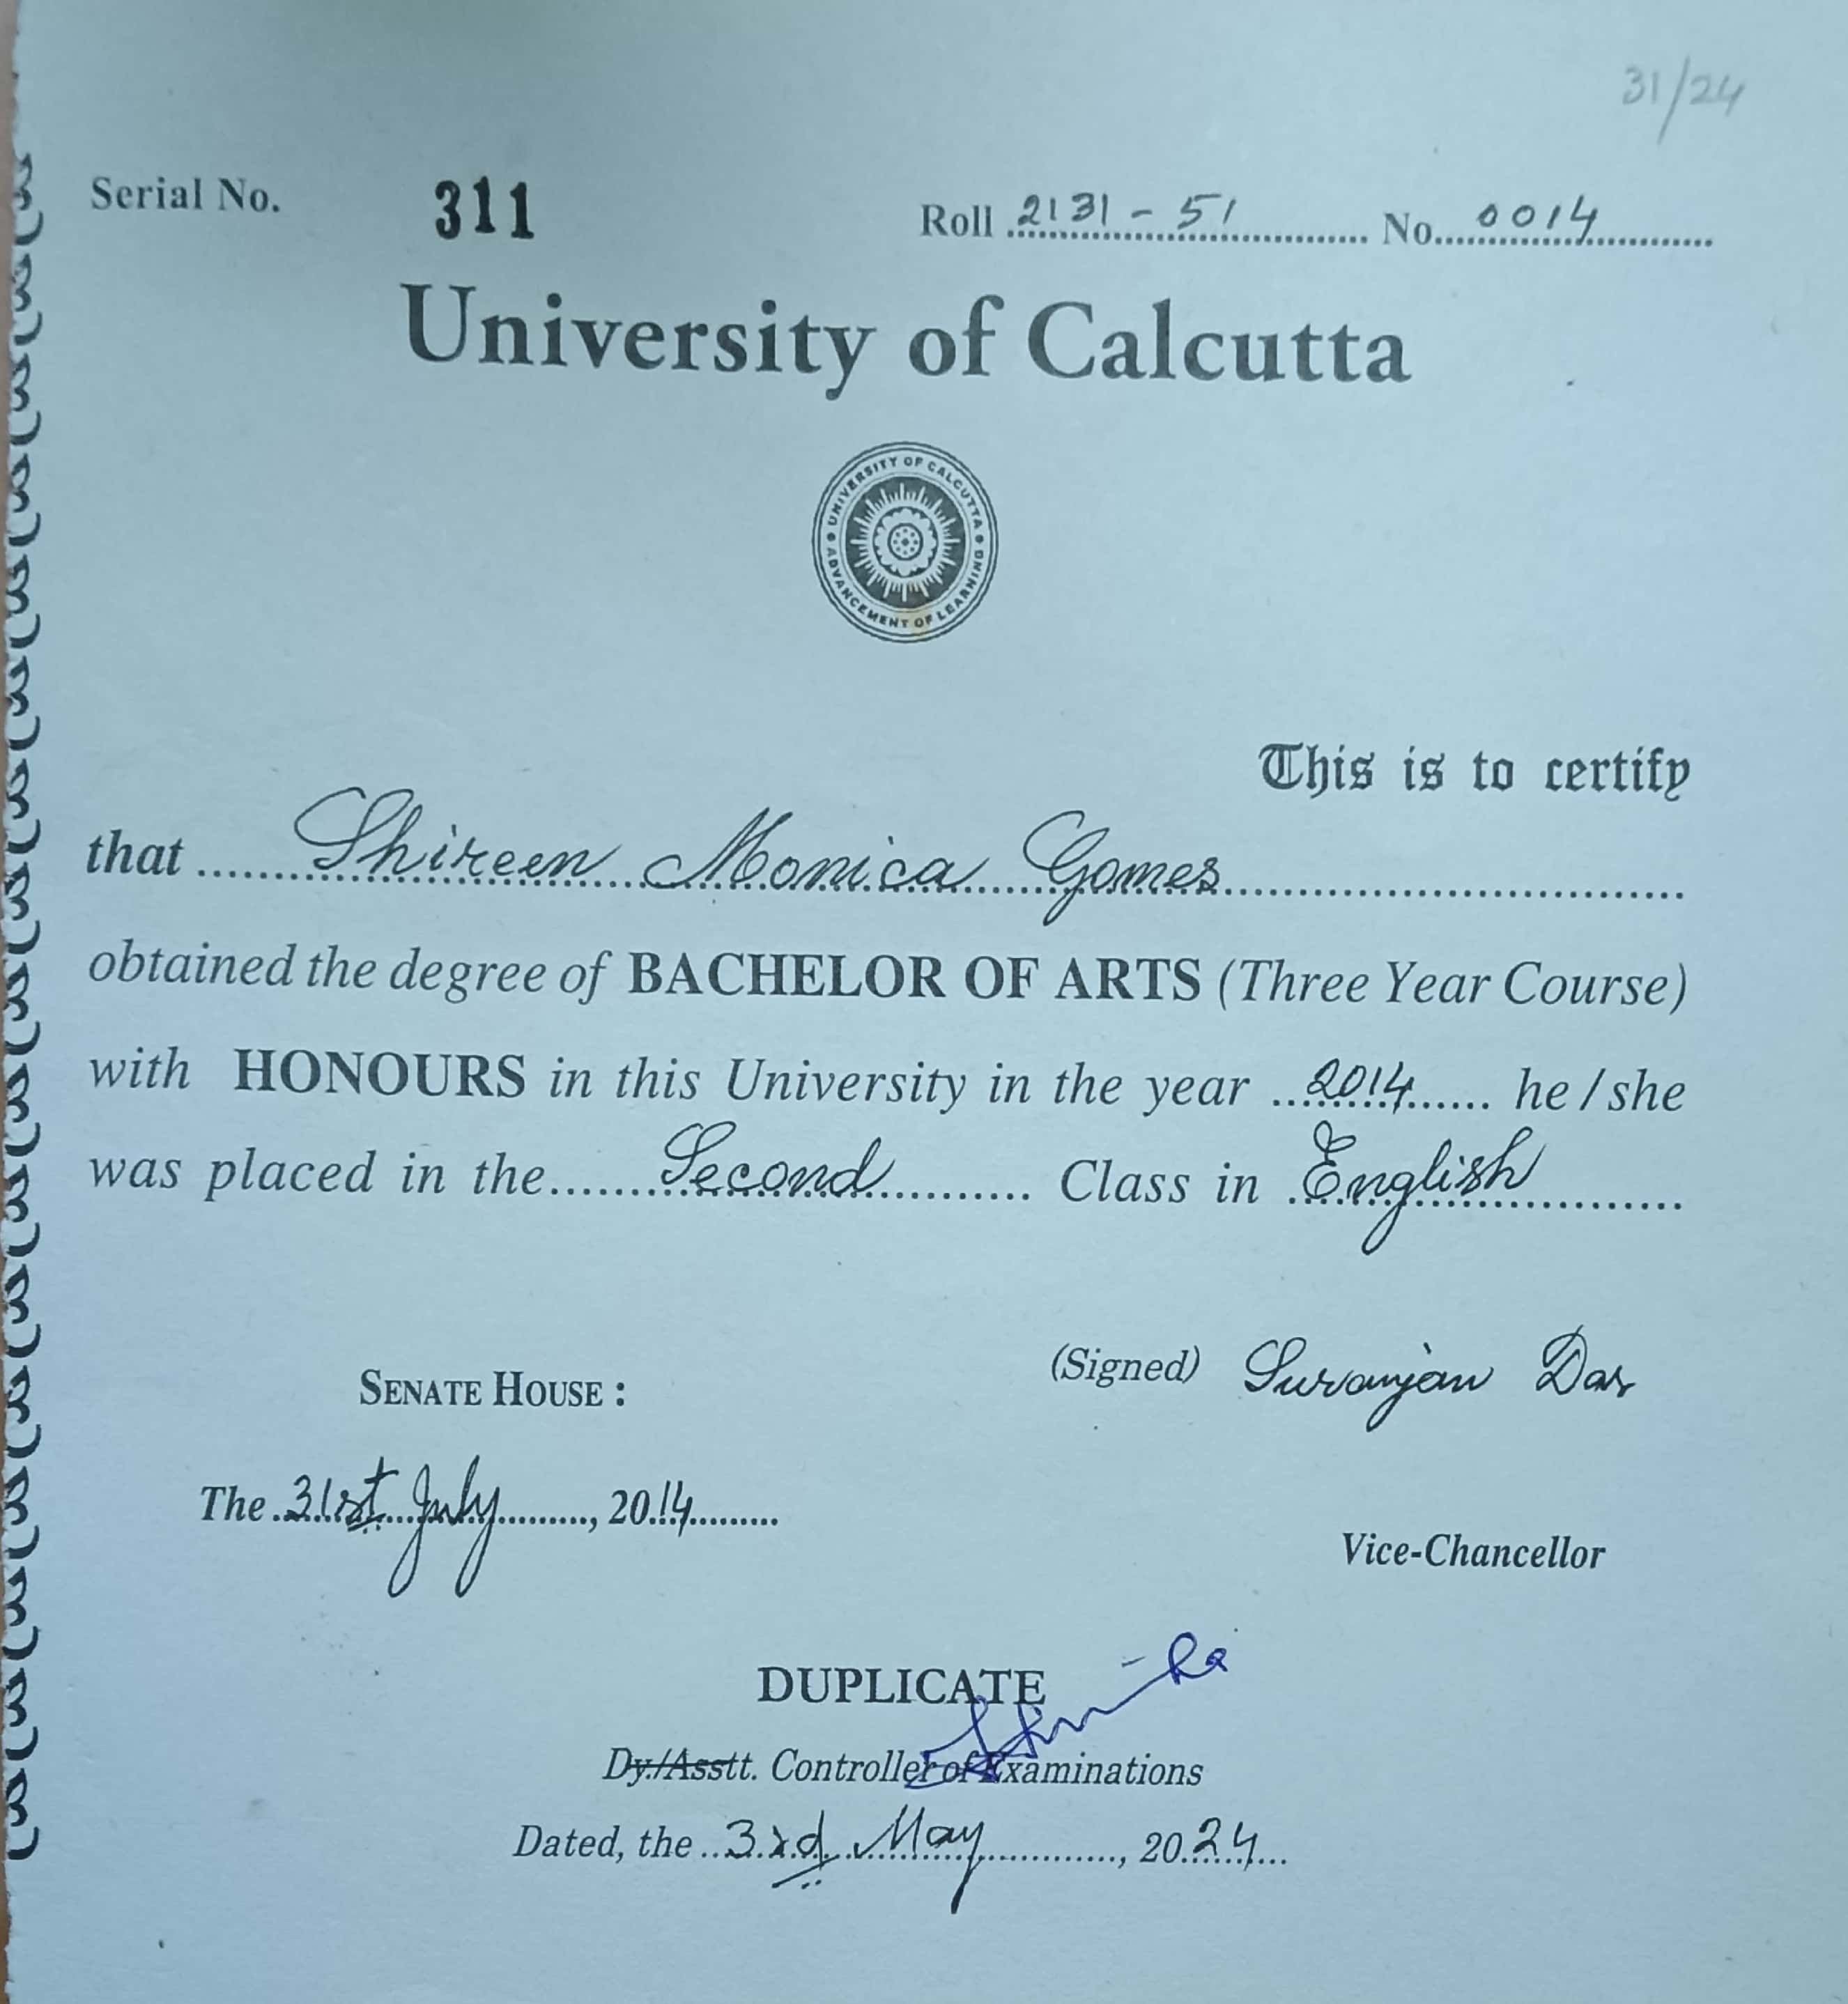 31/24
Serial No. 311 Roll 2131-51 No. 0014
University of Calcutta
UNIVERSITY OF CALCUTTA
ADVANCEMENT OF LEARNING
This is to certify
that Shireen Monica Gomes
obtained the degree of BACHELOR OF ARTS (Three Year Course)
with HONOURS in this University in the year 2014 he/she
was placed in the Second Class in English
SENATE HOUSE :
(Signed) Suranjan Das
The 31st July, 2014
Vice-Chancellor
DUPLICATE
Dy./Asstt. Controller of Examinations
Dated, the 3rd May, 2024